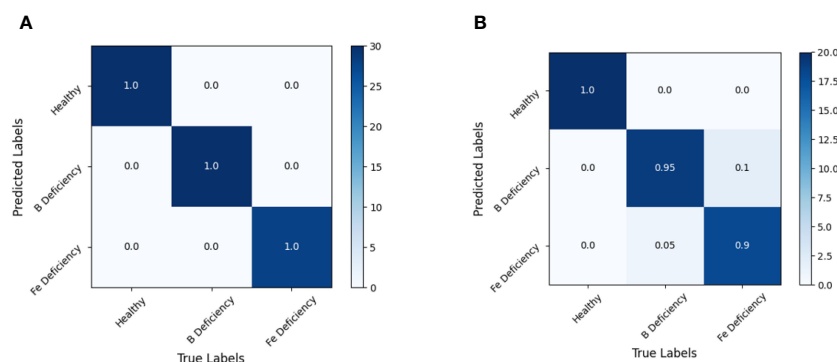 A
Predicted Labels
Healthy
B Deficiency
Fe Deficiency
1.0 0.0 0.0
0.0 1.0 0.0
0.0 0.0 1.0
Healthy
B Deficiency
Fe Deficiency
True Labels
30
25
20
15
10
5
0
B
Predicted Labels
Healthy
B Deficiency
Fe Deficiency
1.0 0.0 0.0
0.0 0.95 0.1
0.0 0.05 0.9
Healthy
B Deficiency
Fe Deficiency
True Labels
20.0
17.5
15.0
12.5
10.0
7.5
5.0
2.5
0.0